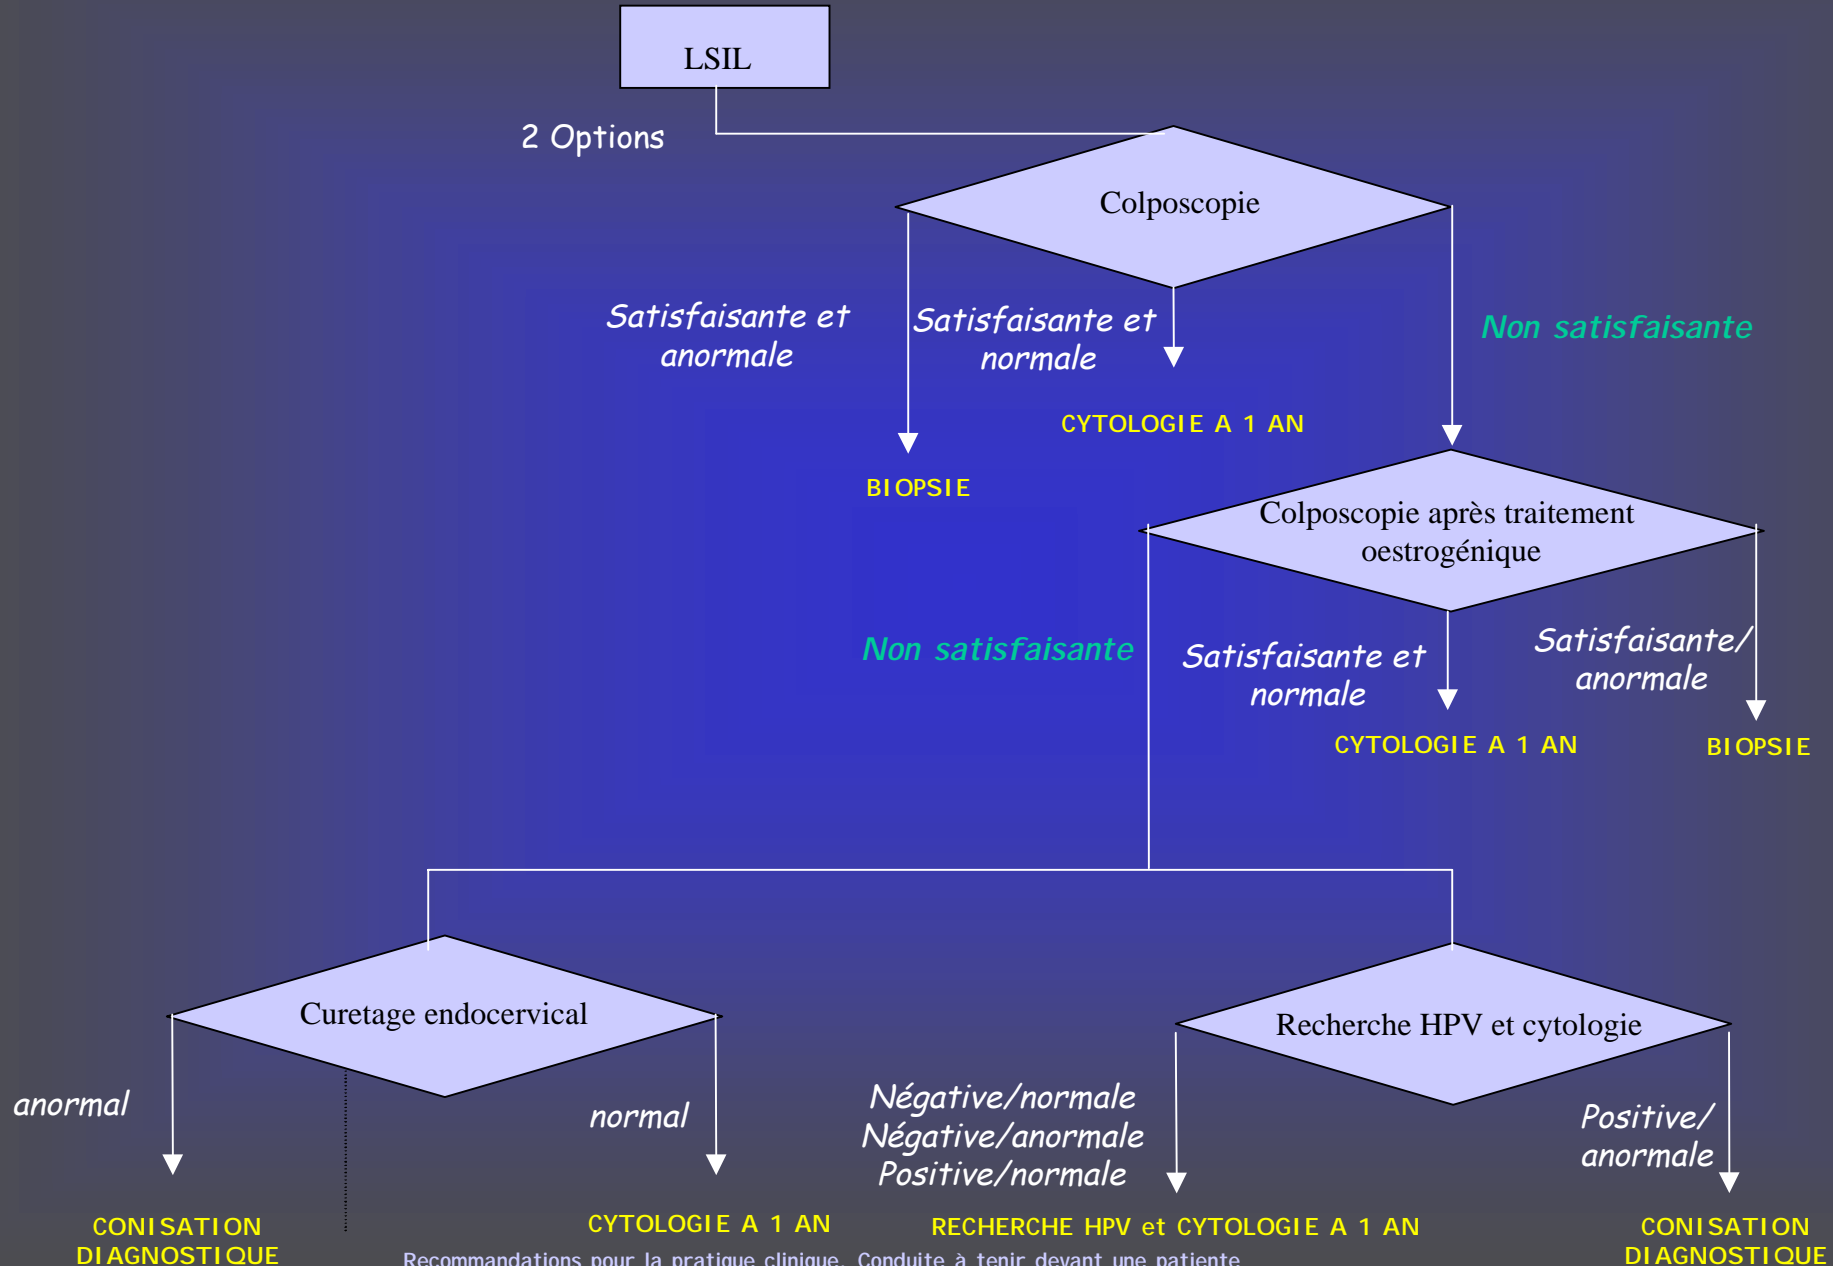 LSIL
2 Options
Colposcopie
Satisfaisante et
anormale
Satisfaisante et
normale
Non satisfaisante
CYTOLOGIE A 1 AN
BIOPSIE
Colposcopie après traitement
oestrogénique
Non satisfaisante
Satisfaisante et
normale
Satisfaisante/
anormale
CYTOLOGIE A 1 AN
BIOPSIE
Curetage endocervical
Recherche HPV et cytologie
anormal
normal
Négative/normale
Négative/anormale
Positive/normale
Positive/
anormale
CONISATION
DIAGNOSTIQUE
CYTOLOGIE A 1 AN
RECHERCHE HPV et CYTOLOGIE A 1 AN
CONISATION
DIAGNOSTIQUE
Recommandations pour la pratique clinique. Conduite à tenir devant une patiente